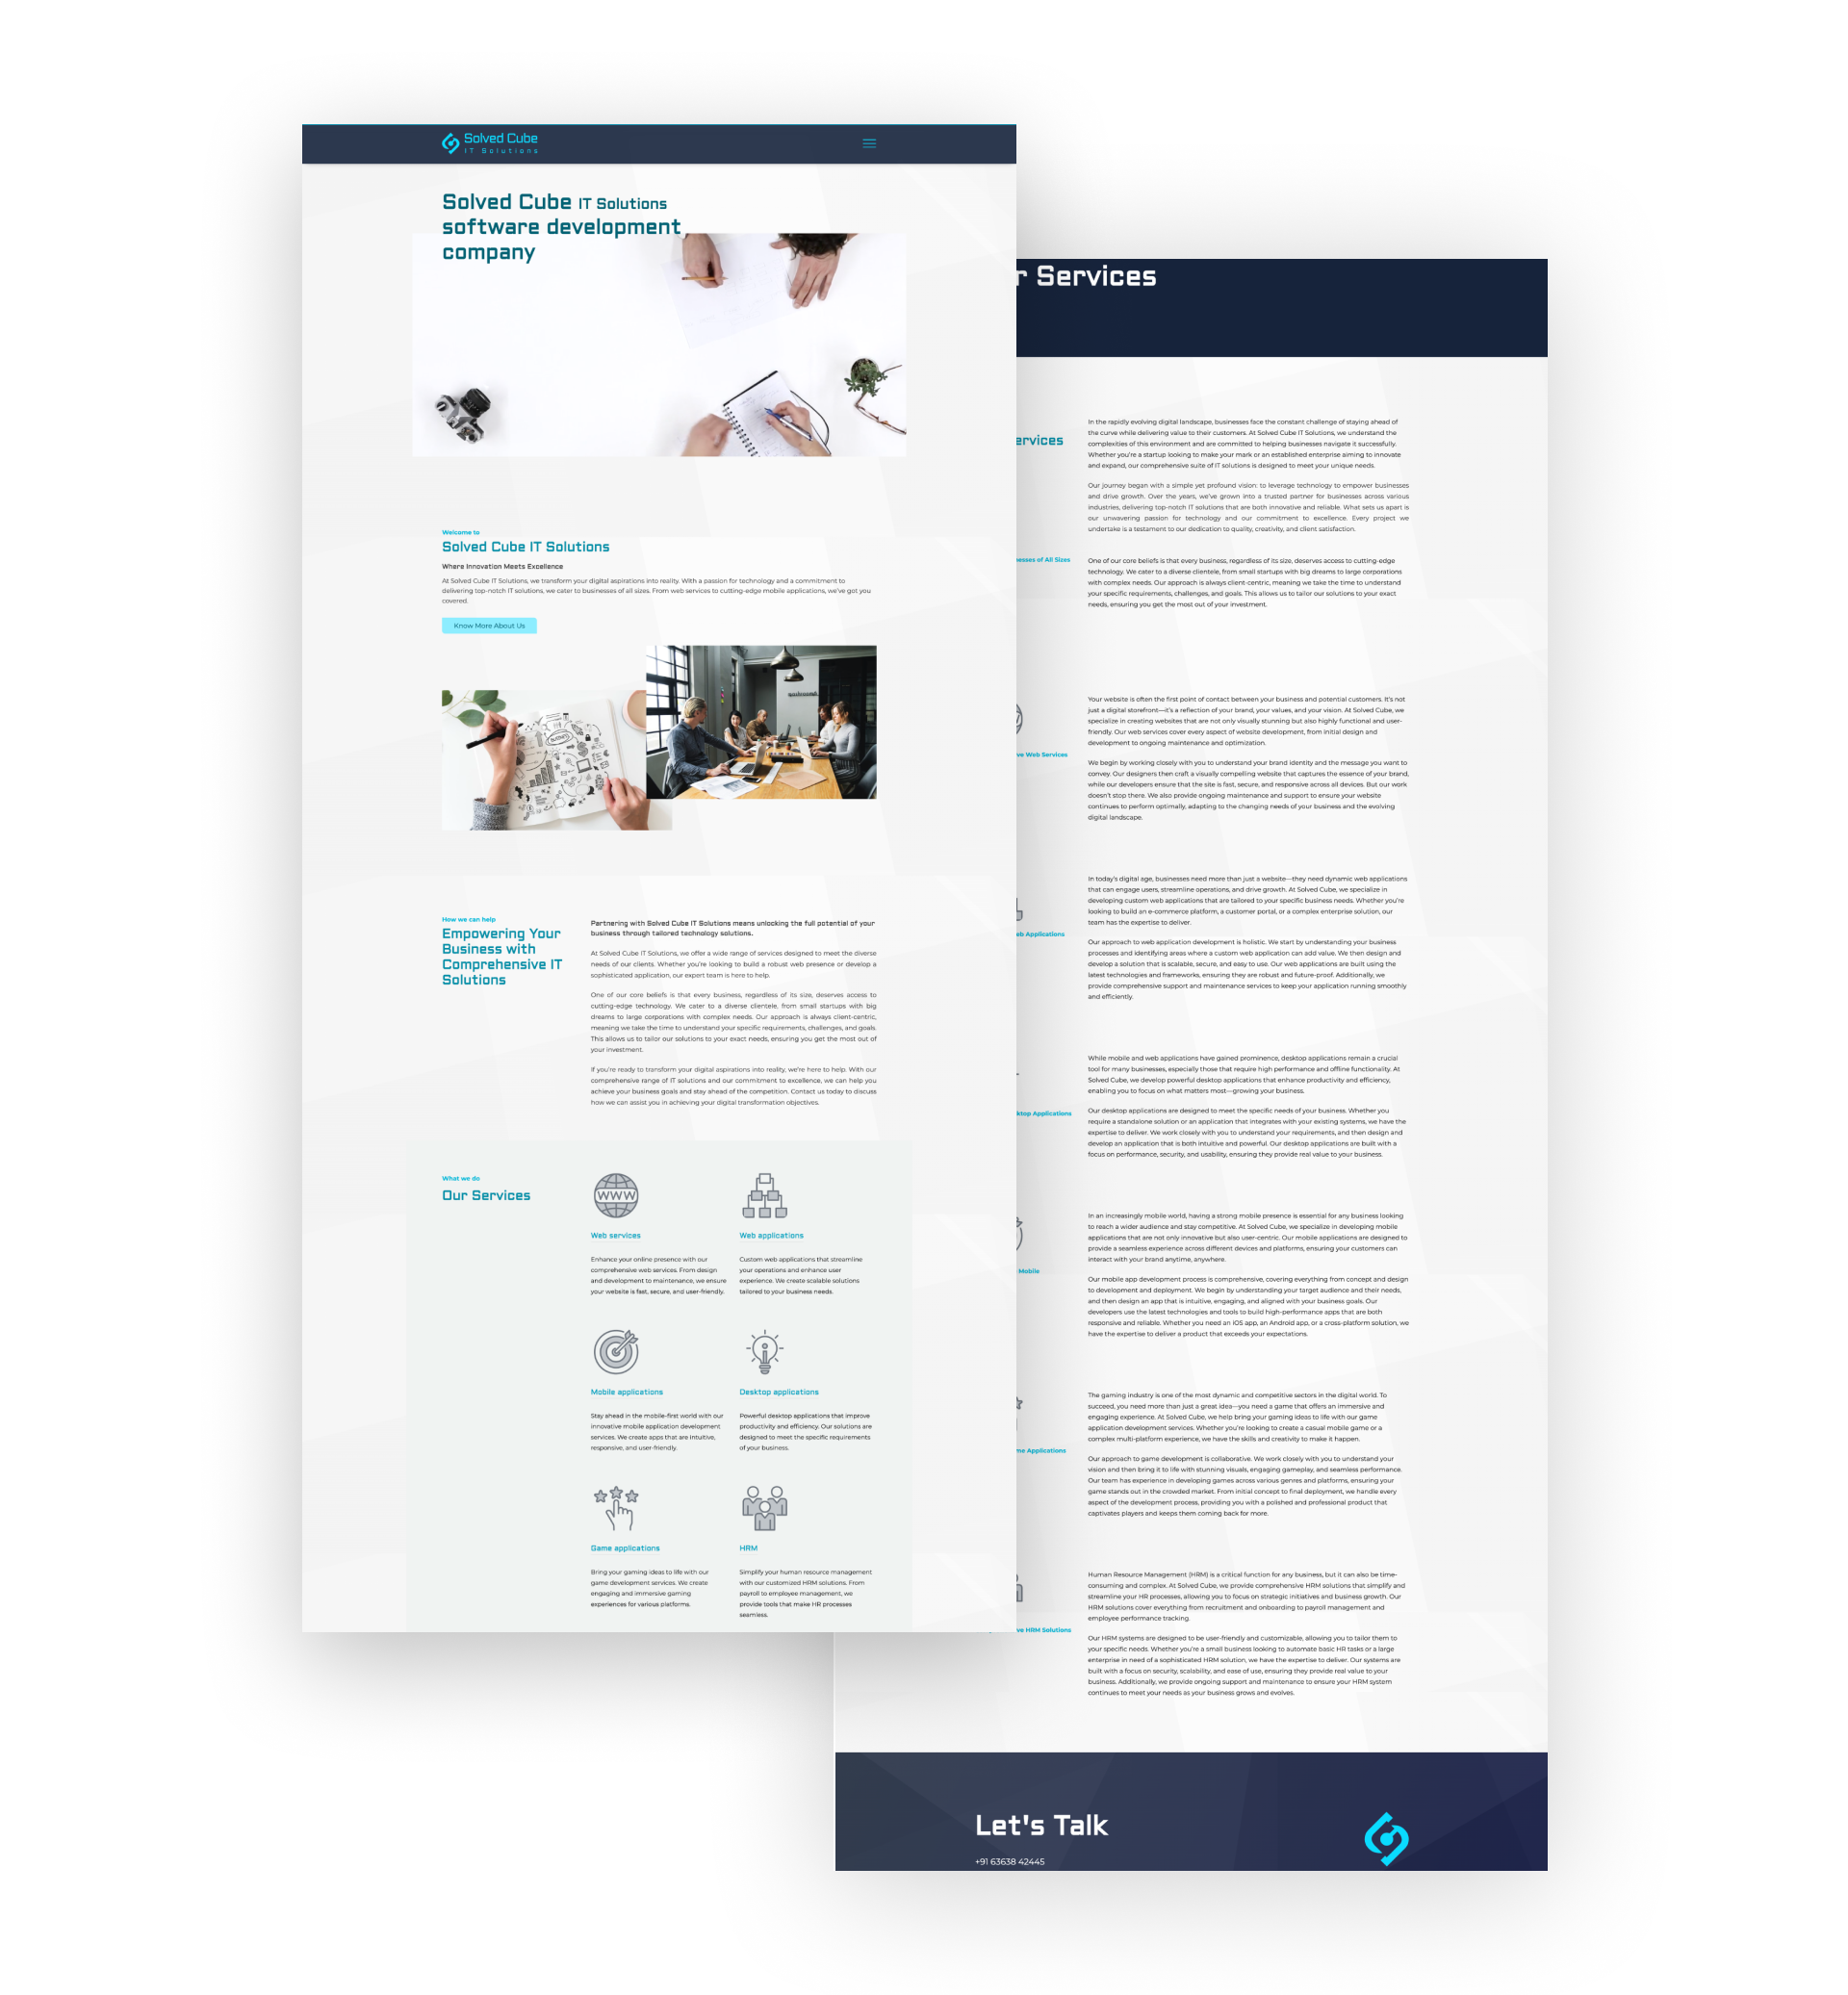 Solved Cube
IT Solutions
Solved Cube IT Solutions
software development
company
Welcome to
Solved Cube IT Solutions
Where Innovation Meets Excellence
At Solved Cube IT Solutions, we transform your digital aspirations into reality. With a passion for technology and a commitment to
delivering top-notch IT solutions, we cater to businesses of all sizes. From web services to cutting-edge mobile applications, we've got you
covered.
Know More About Us
BUSINESS
How we can help
Empowering Your
Business with
Comprehensive IT
Solutions
Partnering with Solved Cube IT Solutions means unlocking the full potential of your
business through tailored technology solutions.
At Solved Cube IT Solutions, we offer a wide range of services designed to meet the diverse
needs of our clients. Whether you're looking to build a robust web presence or develop a
sophisticated application, our expert team is here to help.
One of our core beliefs is that every business, regardless of its size, deserves access to
cutting-edge technology. We cater to a diverse clientele, from small startups with big
dreams to large corporations with complex needs. Our approach is always client-centric,
meaning we take the time to understand your specific requirements, challenges, and goals.
This allows us to tailor our solutions to your exact needs, ensuring you get the most out of
your investment.
If you're ready to transform your digital aspirations into reality, we're here to help. With our
comprehensive range of IT solutions and our commitment to excellence, we can help you
achieve your business goals and stay ahead of the competition. Contact us today to discuss
how we can assist you in achieving your digital transformation objectives.
What we do
Our Services
WWW
Web services
Enhance your online presence with our
comprehensive web services. From design
and development to maintenance, we ensure
your website is fast, secure, and user-friendly.
Web applications
Custom web applications that streamline
your operations and enhance user
experience. We create scalable solutions
tailored to your business needs.
Mobile applications
Stay ahead in the mobile-first world with our
innovative mobile application development
services. We create apps that are intuitive,
responsive, and user-friendly.
Desktop applications
Powerful desktop applications that improve
productivity and efficiency. Our solutions are
designed to meet the specific requirements
of your business.
Game applications
Bring your gaming ideas to life with our
game development services. We create
engaging and immersive gaming
experiences for various platforms.
HRM
Simplify your human resource management
with our customized HRM solutions. From
payroll to employee management, we
provide tools that make HR processes
seamless.
r Services
ervices
In the rapidly evolving digital landscape, businesses face the constant challenge of staying ahead of
the curve while delivering value to their customers. At Solved Cube IT Solutions, we understand the
complexities of this environment and are committed to helping businesses navigate it successfully.
Whether you're a startup looking to make your mark or an established enterprise aiming to innovate
and expand, our comprehensive suite of IT solutions is designed to meet your unique needs.
Our journey began with a simple yet profound vision: to leverage technology to empower businesses
and drive growth. Over the years, we've grown into a trusted partner for businesses across various
industries, delivering top-notch IT solutions that are both innovative and reliable. What sets us apart is
our unwavering passion for technology and our commitment to excellence. Every project we
undertake is a testament to our dedication to quality, creativity, and client satisfaction.
nesses of All Sizes
One of our core beliefs is that every business, regardless of its size, deserves access to cutting-edge
technology. We cater to a diverse clientele, from small startups with big dreams to large corporations
with complex needs. Our approach is always client-centric, meaning we take the time to understand
your specific requirements, challenges, and goals. This allows us to tailor our solutions to your exact
needs, ensuring you get the most out of your investment.
ve Web Services
Your website is often the first point of contact between your business and potential customers. It's not
just a digital storefront—it's a reflection of your brand, your values, and your vision. At Solved Cube, we
specialize in creating websites that are not only visually stunning but also highly functional and user-
friendly. Our web services cover every aspect of website development, from initial design and
development to ongoing maintenance and optimization.
We begin by working closely with you to understand your brand identity and the message you want to
convey. Our designers then craft a visually compelling website that captures the essence of your brand,
while our developers ensure that the site is fast, secure, and responsive across all devices. But our work
doesn't stop there. We also provide ongoing maintenance and support to ensure your website
continues to perform optimally, adapting to the changing needs of your business and the evolving
digital landscape.
eb Applications
In today's digital age, businesses need more than just a website—they need dynamic web applications
that can engage users, streamline operations, and drive growth. At Solved Cube, we specialize in
developing custom web applications that are tailored to your specific business needs. Whether you're
looking to build an e-commerce platform, a customer portal, or a complex enterprise solution, our
team has the expertise to deliver.
Our approach to web application development is holistic. We start by understanding your business
processes and identifying areas where a custom web application can add value. We then design and
develop a solution that is scalable, secure, and easy to use. Our web applications are built using the
latest technologies and frameworks, ensuring they are robust and future-proof. Additionally, we
provide comprehensive support and maintenance services to keep your application running smoothly
and efficiently.
ktop Applications
While mobile and web applications have gained prominence, desktop applications remain a crucial
tool for many businesses, especially those that require high performance and offline functionality. At
Solved Cube, we develop powerful desktop applications that enhance productivity and efficiency,
enabling you to focus on what matters most—growing your business.
Our desktop applications are designed to meet the specific needs of your business. Whether you
require a standalone solution or an application that integrates with your existing systems, we have the
expertise to deliver. We work closely with you to understand your requirements, and then design and
develop an application that is both intuitive and powerful. Our desktop applications are built with a
focus on performance, security, and usability, ensuring they provide real value to your business.
Mobile
In an increasingly mobile world, having a strong mobile presence is essential for any business looking
to reach a wider audience and stay competitive. At Solved Cube, we specialize in developing mobile
applications that are not only innovative but also user-centric. Our mobile applications are designed to
provide a seamless experience across different devices and platforms, ensuring your customers can
interact with your brand anytime, anywhere.
Our mobile app development process is comprehensive, covering everything from concept and design
to development and deployment. We begin by understanding your target audience and their needs,
and then design an app that is intuitive, engaging, and aligned with your business goals. Our
developers use the latest technologies and tools to build high-performance apps that are both
responsive and reliable. Whether you need an iOS app, an Android app, or a cross-platform solution, we
have the expertise to deliver a product that exceeds your expectations.
me Applications
The gaming industry is one of the most dynamic and competitive sectors in the digital world. To
succeed, you need more than just a great idea—you need a game that offers an immersive and
engaging experience. At Solved Cube, we help bring your gaming ideas to life with our game
application development services. Whether you're looking to create a casual mobile game or a
complex multi-platform experience, we have the skills and creativity to make it happen.
Our approach to game development is collaborative. We work closely with you to understand your
vision and then bring it to life with stunning visuals, engaging gameplay, and seamless performance.
Our team has experience in developing games across various genres and platforms, ensuring your
game stands out in the crowded market. From initial concept to final deployment, we handle every
aspect of the development process, providing you with a polished and professional product that
captivates players and keeps them coming back for more.
ve HRM Solutions
Human Resource Management (HRM) is a critical function for any business, but it can also be time-
consuming and complex. At Solved Cube, we provide comprehensive HRM solutions that simplify and
streamline your HR processes, allowing you to focus on strategic initiatives and business growth. Our
HRM solutions cover everything from recruitment and onboarding to payroll management and
employee performance tracking.
Our HRM systems are designed to be user-friendly and customizable, allowing you to tailor them to
your specific needs. Whether you're a small business looking to automate basic HR tasks or a large
enterprise in need of a sophisticated HRM solution, we have the expertise to deliver. Our systems are
built with a focus on security, scalability, and ease of use, ensuring they provide real value to your
business. Additionally, we provide ongoing support and maintenance to ensure your HRM system
continues to meet your needs as your business grows and evolves.
Let's Talk
+91 63638 42445